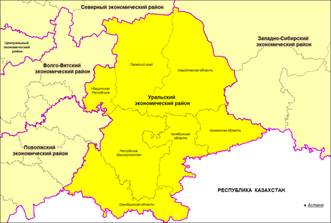 Северный экономический район
Центральный
экономический
район
Волго-Вятский
экономический район
Западно-Сибирский
экономический район
Пермский край
Свердловская область
Удмуртская
Республика
Уральский
экономический район
Поволжский
экономический район
Республика
Башкортостан
Челябинская
область
Курганская область
Оренбургская область
РЕСПУБЛИКА КАЗАХСТАН
Астана